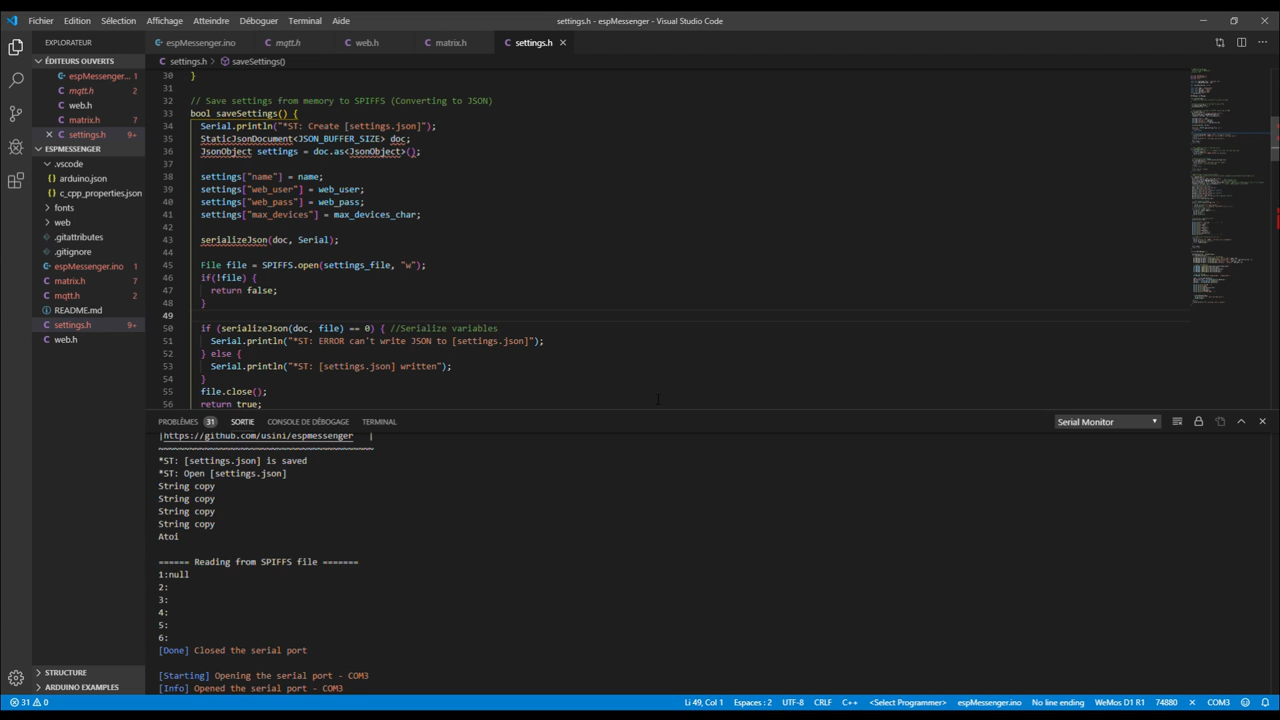 Fichier Edition Sélection Affichage Atteindre Déboguer Terminal Aide settings.h - espMessenger - Visual Studio Code
EXPLORATEUR
ÉDITEURS OUVERTS
espMessenger... 1
mqtt.h 2
web.h
matrix.h 7
settings.h 9+
ESPMESSENGER
.vscode
arduino.json
c_cpp_properties.json
fonts
web
.gitattributes
.gitignore
espMessenger.ino 1
matrix.h 7
mqtt.h 2
README.md
settings.h 9+
web.h
STRUCTURE
ARDUINO EXAMPLES
espMessenger.ino mqtt.h web.h matrix.h settings.h
settings.h > saveSettings()
30 }
31
32 // Save settings from memory to SPIFFS (Converting to JSON)
33 bool saveSettings() {
34 Serial.println("*ST: Create [settings.json]");
35 StaticJsonDocument<JSON_BUFFER_SIZE> doc;
36 JsonObject settings = doc.as<JsonObject>();
37
38 settings["name"] = name;
39 settings["web_user"] = web_user;
40 settings["web_pass"] = web_pass;
41 settings["max_devices"] = max_devices_char;
42
43 serializeJson(doc, Serial);
44
45 File file = SPIFFS.open(settings_file, "w");
46 if(!file) {
47 return false;
48 }
49
50 if (serializeJson(doc, file) == 0) { //Serialize variables
51 Serial.println("*ST: ERROR can't write JSON to [settings.json]");
52 } else {
53 Serial.println("*ST: [settings.json] written");
54 }
55 file.close();
56 return true;
PROBLÈMES 31 SORTIE CONSOLE DE DÉBOGAGE TERMINAL Serial Monitor
|https://github.com/usini/espmessenger |
~~~~~~~~~~~~~~~~~~~~~~~~~~~~~~~~~~~~~~~~~
*ST: [settings.json] is saved
*ST: Open [settings.json]
String copy
String copy
String copy
String copy
Atoi
====== Reading from SPIFFS file =======
1:null
2:
3:
4:
5:
6:
[Done] Closed the serial port
[Starting] Opening the serial port - COM3
[Info] Opened the serial port - COM3
31 0 Li 49, Col 1 Espaces : 2 UTF-8 CRLF C++ <Select Programmer> espMessenger.ino No line ending WeMos D1 R1 74880 COM3